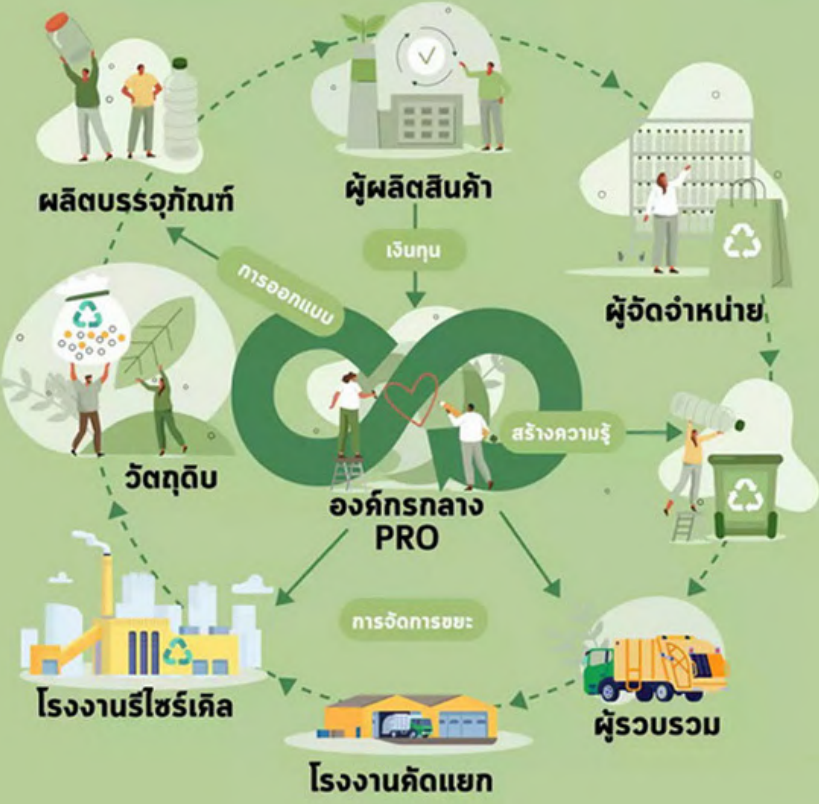 ผลิตบรรจุภัณฑ์
ผู้ผลิตสินค้า
ผู้จัดจำหน่าย
เงินทุน
การออกแบบ
สร้างความรู้
วัตถุดิบ
องค์กรกลาง
PRO
การจัดการขยะ
โรงงานรีไซร์เคิล
ผู้รวบรวม
โรงงานคัดแยก